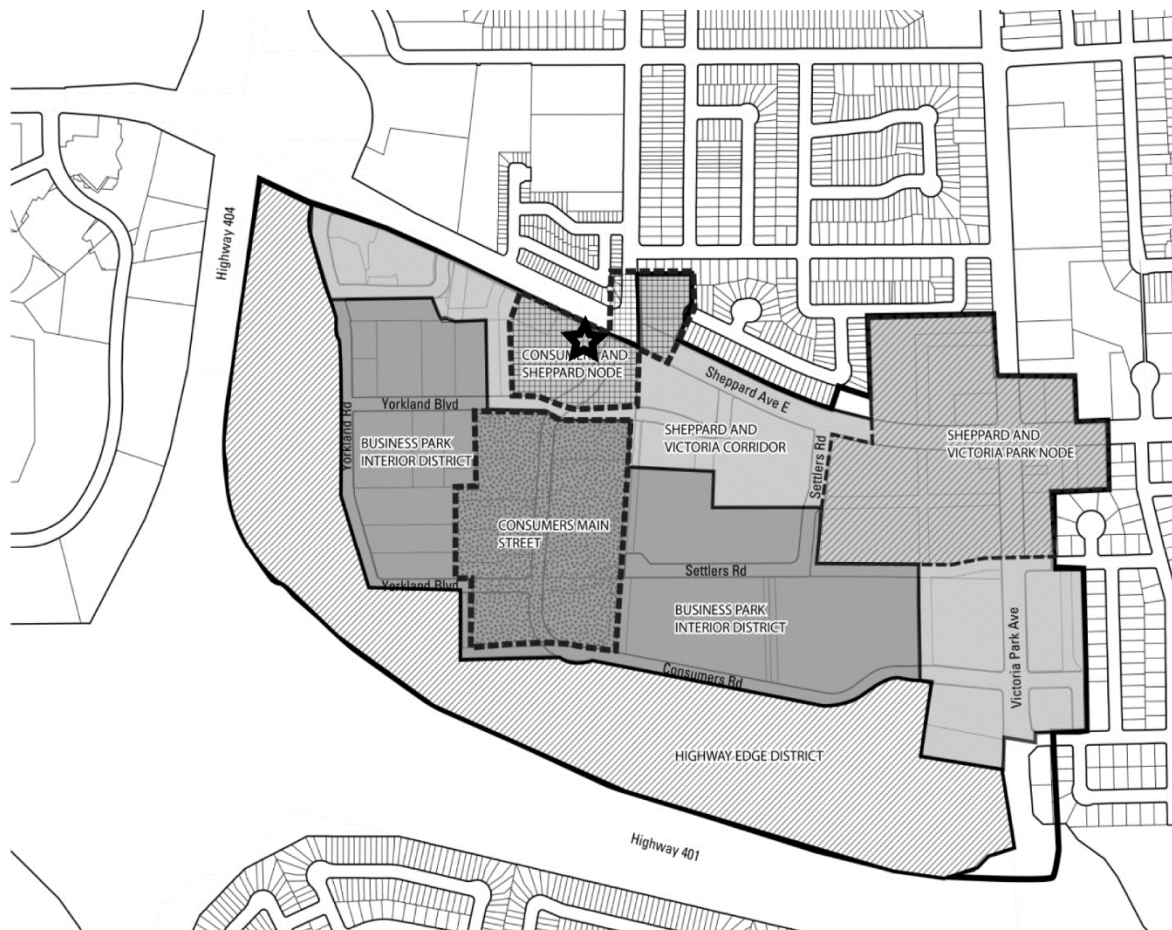 Highway 404
CONSUMERS AND
SHEPPARD NODE
Sheppard Ave E
Yorkland Blvd
Yorkland Rd
BUSINESS PARK
INTERIOR DISTRICT
SHEPPARD AND
VICTORIA CORRIDOR
Settlers Rd
SHEPPARD AND
VICTORIA PARK NODE
CONSUMERS MAIN
STREET
Settlers Rd
Yorkland Blvd
BUSINESS PARK
INTERIOR DISTRICT
Consumers Rd
Victoria Park Ave
HIGHWAY EDGE DISTRICT
Highway 401